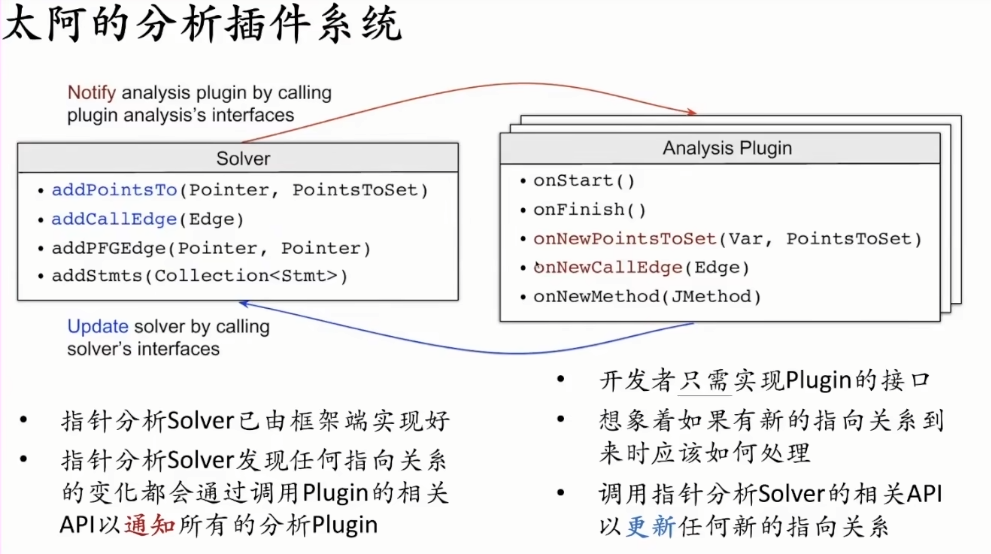 太阿的分析插件系统
Notify analysis plugin by calling
plugin analysis's interfaces
Solver
• addPointsTo(Pointer, PointsToSet)
• addCallEdge(Edge)
• addPFGEdge(Pointer, Pointer)
• addStmts(Collection<Stmt>)
Analysis Plugin
• onStart()
• onFinish()
• onNewPointsToSet(Var, PointsToSet)
• onNewCallEdge(Edge)
• onNewMethod(JMethod)
Update solver by calling
solver's interfaces
• 指针分析Solver已由框架端实现好
• 指针分析Solver发现任何指向关系
的变化都会通过调用Plugin的相关
API以通知所有的分析Plugin
• 开发者只需实现Plugin的接口
• 想象着如果有新的指向关系到
来时应该如何处理
• 调用指针分析Solver的相关API
以更新任何新的指向关系